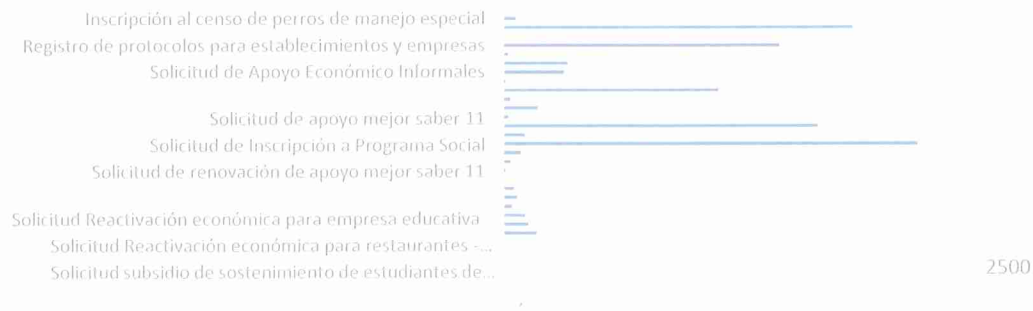 Inscripción al censo de perros de manejo especial
Registro de protocolos para establecimientos y empresas
Solicitud de Apoyo Económico Informales
Solicitud de apoyo mejor saber 11
Solicitud de Inscripción a Programa Social
Solicitud de renovación de apoyo mejor saber 11
Solicitud Reactivación económica para empresa educativa
Solicitud Reactivación económica para restaurantes -...
Solicitud subsidio de sostenimiento de estudiantes de...
2500